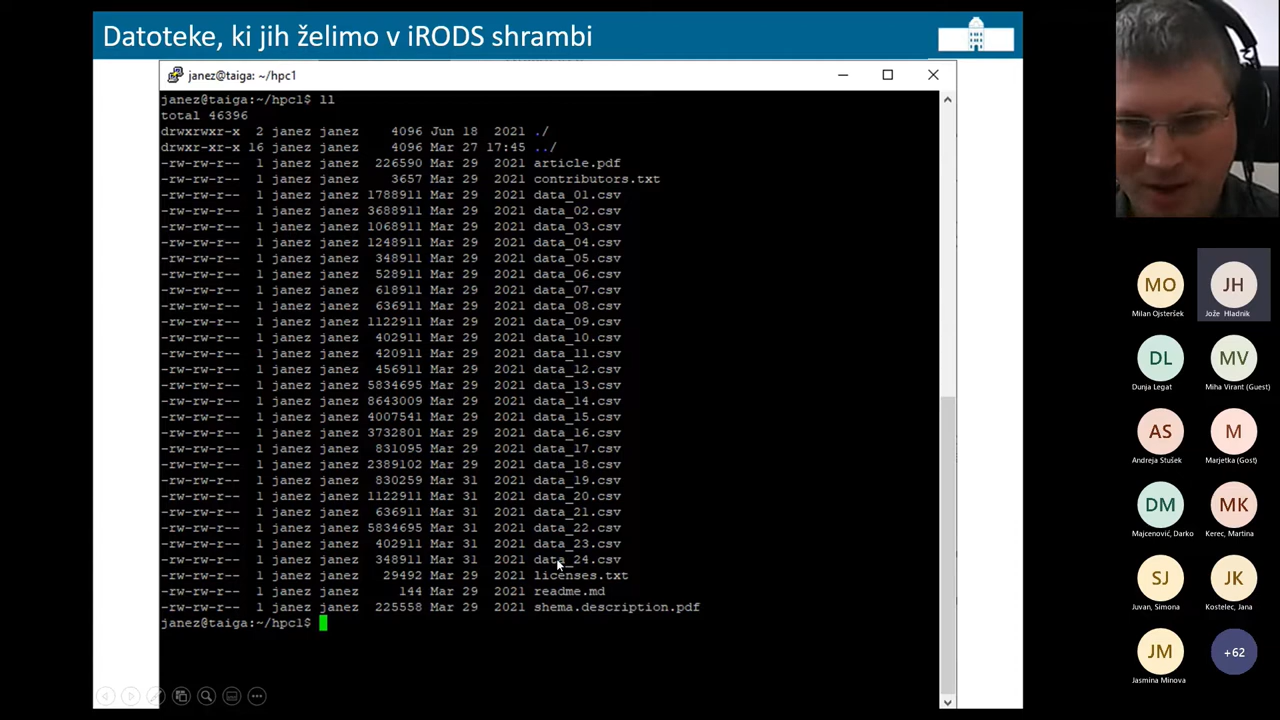 Datoteke, ki jih želimo v iRODS shrambi
janez@taiga: ~/hpc1
janez@taiga:~/hpc1$ ll
total 46396
drwxrwxr-x 2 janez janez 4096 Jun 18 2021 ./
drwxr-xr-x 16 janez janez 4096 Mar 27 17:45 ../
-rw-rw-r-- 1 janez janez 226590 Mar 29 2021 article.pdf
-rw-rw-r-- 1 janez janez 3657 Mar 29 2021 contributors.txt
-rw-rw-r-- 1 janez janez 1788911 Mar 29 2021 data_01.csv
-rw-rw-r-- 1 janez janez 3688911 Mar 29 2021 data_02.csv
-rw-rw-r-- 1 janez janez 1068911 Mar 29 2021 data_03.csv
-rw-rw-r-- 1 janez janez 1248911 Mar 29 2021 data_04.csv
-rw-rw-r-- 1 janez janez 348911 Mar 29 2021 data_05.csv
-rw-rw-r-- 1 janez janez 528911 Mar 29 2021 data_06.csv
-rw-rw-r-- 1 janez janez 618911 Mar 29 2021 data_07.csv
-rw-rw-r-- 1 janez janez 636911 Mar 29 2021 data_08.csv
-rw-rw-r-- 1 janez janez 1122911 Mar 29 2021 data_09.csv
-rw-rw-r-- 1 janez janez 402911 Mar 29 2021 data_10.csv
-rw-rw-r-- 1 janez janez 420911 Mar 29 2021 data_11.csv
-rw-rw-r-- 1 janez janez 456911 Mar 29 2021 data_12.csv
-rw-rw-r-- 1 janez janez 5834695 Mar 29 2021 data_13.csv
-rw-rw-r-- 1 janez janez 8643009 Mar 29 2021 data_14.csv
-rw-rw-r-- 1 janez janez 4007541 Mar 29 2021 data_15.csv
-rw-rw-r-- 1 janez janez 3732801 Mar 29 2021 data_16.csv
-rw-rw-r-- 1 janez janez 831095 Mar 29 2021 data_17.csv
-rw-rw-r-- 1 janez janez 2389102 Mar 29 2021 data_18.csv
-rw-rw-r-- 1 janez janez 830259 Mar 31 2021 data_19.csv
-rw-rw-r-- 1 janez janez 1122911 Mar 31 2021 data_20.csv
-rw-rw-r-- 1 janez janez 636911 Mar 31 2021 data_21.csv
-rw-rw-r-- 1 janez janez 5834695 Mar 31 2021 data_22.csv
-rw-rw-r-- 1 janez janez 402911 Mar 31 2021 data_23.csv
-rw-rw-r-- 1 janez janez 348911 Mar 31 2021 data_24.csv
-rw-rw-r-- 1 janez janez 29492 Mar 29 2021 licenses.txt
-rw-rw-r-- 1 janez janez 144 Mar 29 2021 readme.md
-rw-rw-r-- 1 janez janez 225558 Mar 29 2021 shema.description.pdf
janez@taiga:~/hpc1$
MO
JH
Milan Ojsteršek
Jože Hladnik
DL
MV
Dunja Legat
Miha Virant (Guest)
AS
M
Andreja Stušek
Marjetka (Gost)
DM
MK
Majcenović, Darko
Kerec, Martina
SJ
JK
Juvan, Simona
Kostelec, Jana
JM
+62
Jasmina Minova